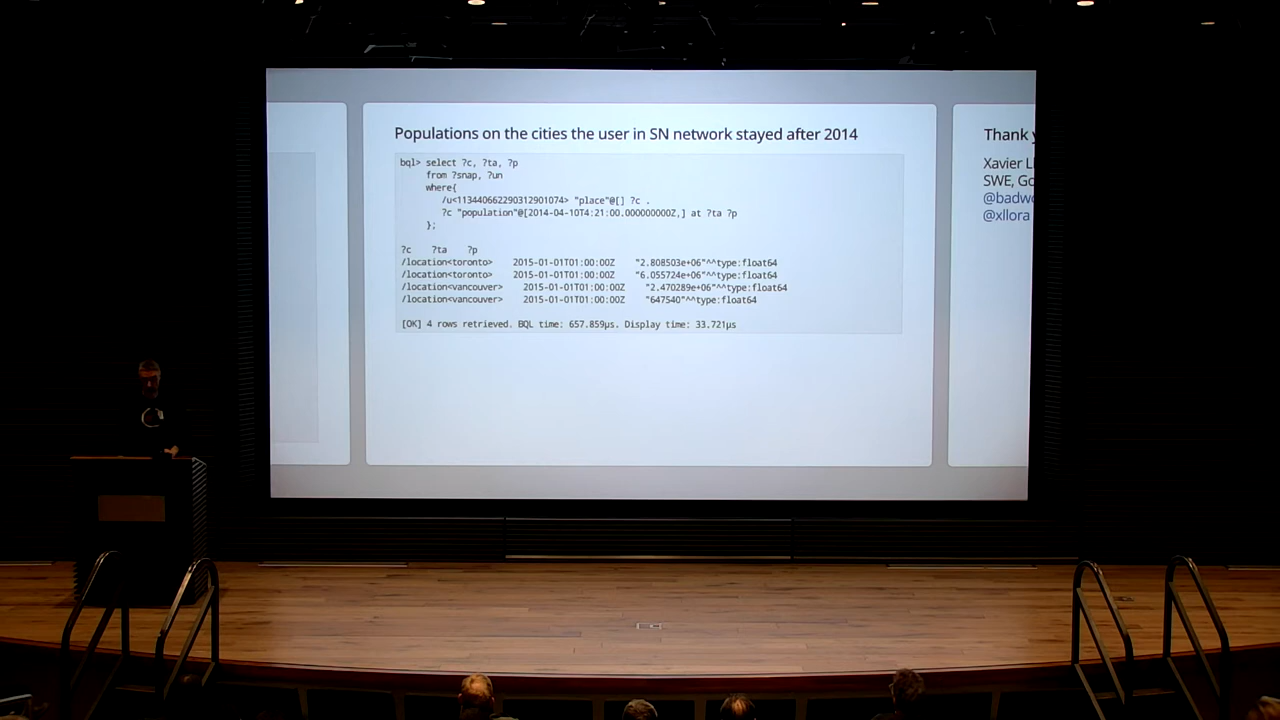 Populations on the cities the user in SN network stayed after 2014
bql> select ?c, ?ta, ?p
from ?snap, ?un
where{
/u<113440662290312901074> "place"@[] ?c .
?c "population"@[2014-04-10T4:21:00.000000000Z,] at ?ta ?p
};
?c ?ta ?p
/location<toronto> 2015-01-01T01:00:00Z "2.808503e+06"^^type:float64
/location<toronto> 2015-01-01T01:00:00Z "6.055724e+06"^^type:float64
/location<vancouver> 2015-01-01T01:00:00Z "2.470289e+06"^^type:float64
/location<vancouver> 2015-01-01T01:00:00Z "647540"^^type:float64
[OK] 4 rows retrieved. BQL time: 657.859µs. Display time: 33.721µs
Thank
Xavier
SWE,
@xllora